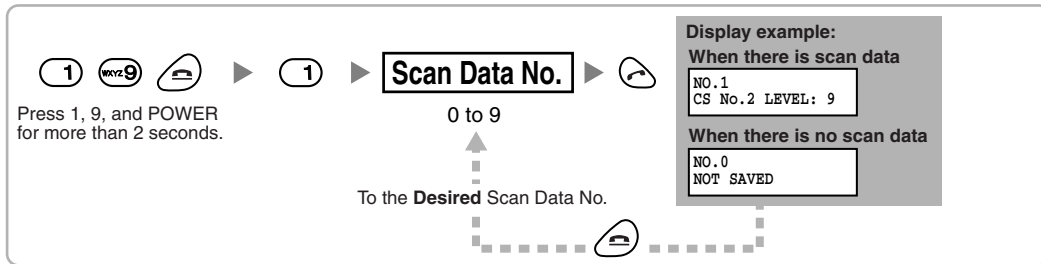 1
WXYZ9
Press 1, 9, and POWER
for more than 2 seconds.
1
Scan Data No.
0 to 9
To the Desired Scan Data No.
Display example:
When there is scan data
NO.1
CS No.2 LEVEL: 9
When there is no scan data
NO.0
NOT SAVED